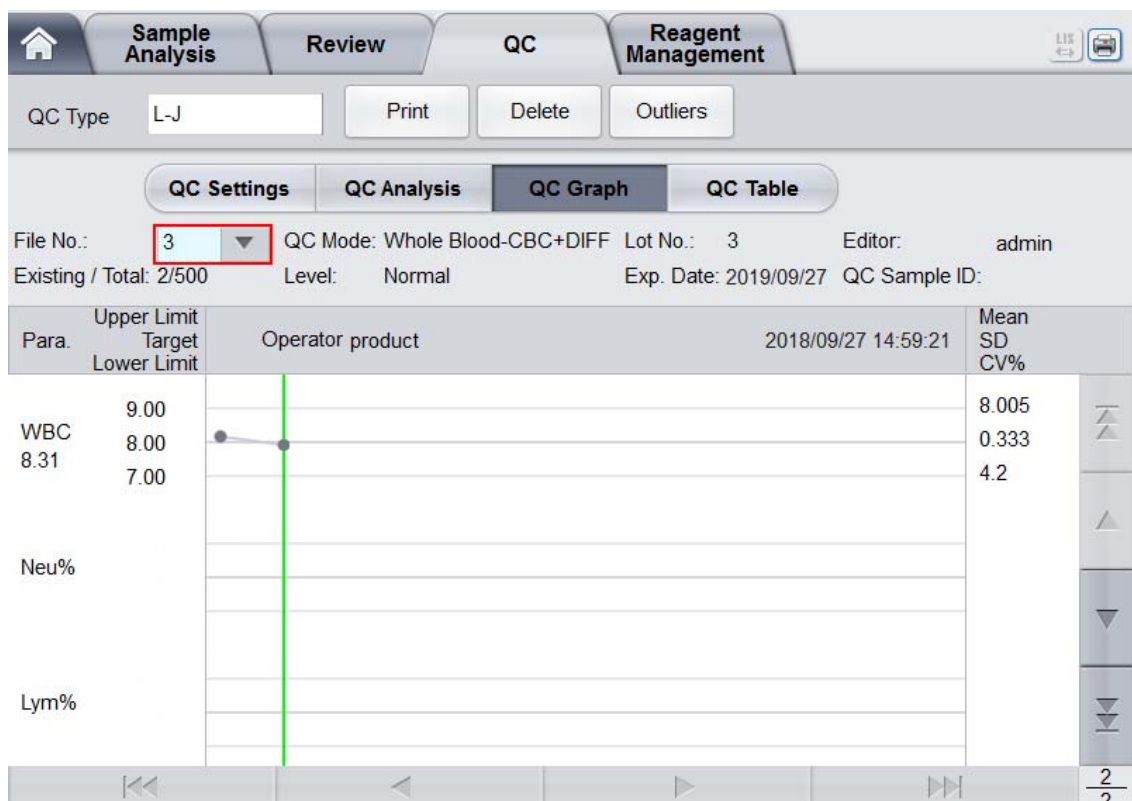 Sample Analysis Review QC Reagent Management LIS
QC Type L-J Print Delete Outliers
QC Settings QC Analysis QC Graph QC Table
File No.: 3 QC Mode: Whole Blood-CBC+DIFF Lot No.: 3 Editor: admin
Existing / Total: 2/500 Level: Normal Exp. Date: 2019/09/27 QC Sample ID:
Upper Limit Mean
Para. Target Operator product 2018/09/27 14:59:21 SD
Lower Limit CV%
9.00 8.005
WBC 8.00 0.333
8.31 7.00 4.2
Neu%
Lym%
2
2